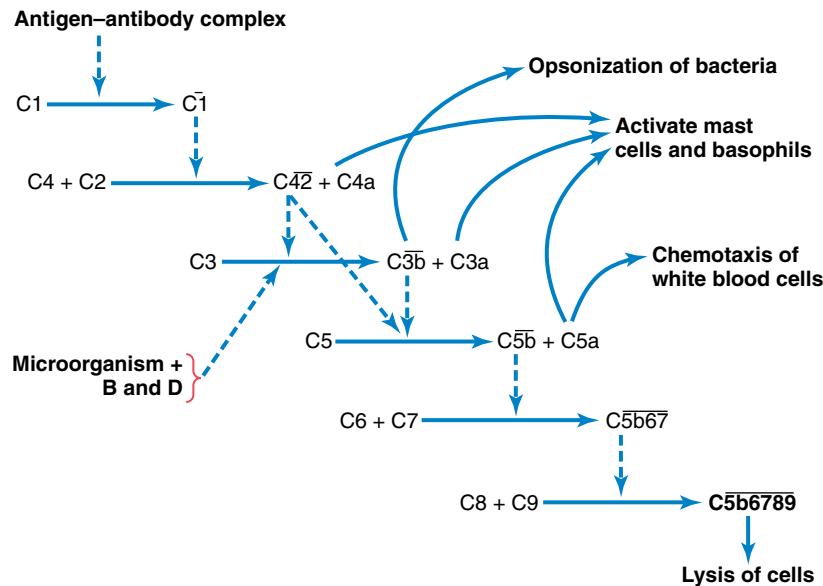 Antigen–antibody complex
Opsonization of bacteria
C1 C1̅
Activate mast
cells and basophils
C4 + C2 C4̅2̅ + C4a
Chemotaxis of
white blood cells
C3 C3̅b̅ + C3a
C5 C5̅b̅ + C5a
Microorganism +
B and D
C6 + C7 C5̅b̅6̅7̅
C8 + C9 C5̅b̅6̅7̅8̅9̅
Lysis of cells